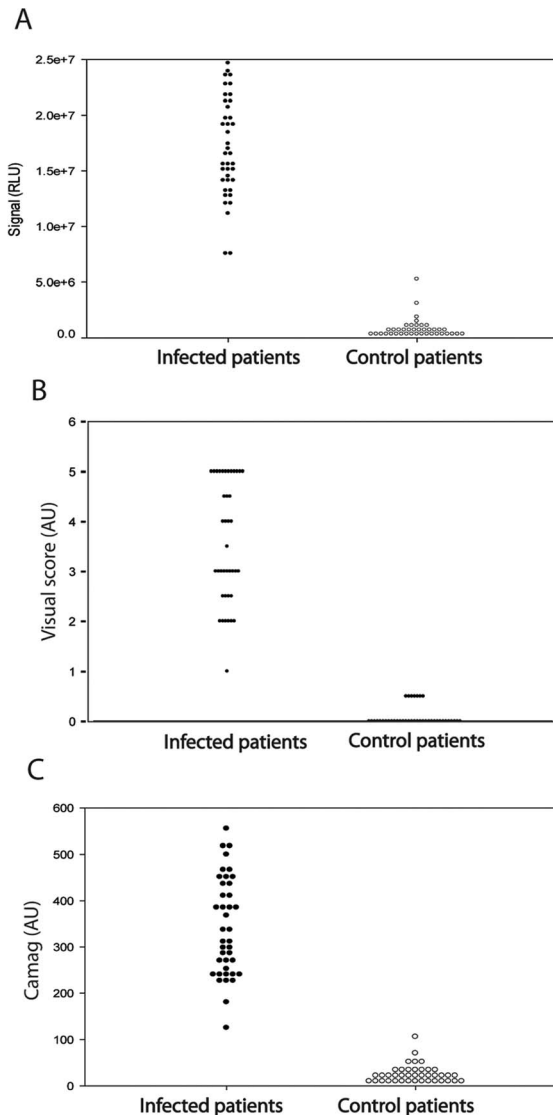 A
2.5e+7
2.0e+7
1.5e+7
1.0e+7
5.0e+6
0.0
Signal (RLU)
Infected patients Control patients
B
6
5
4
3
2
1
0
Visual score (AU)
Infected patients Control patients
C
600
500
400
300
200
100
0
Camag (AU)
Infected patients Control patients